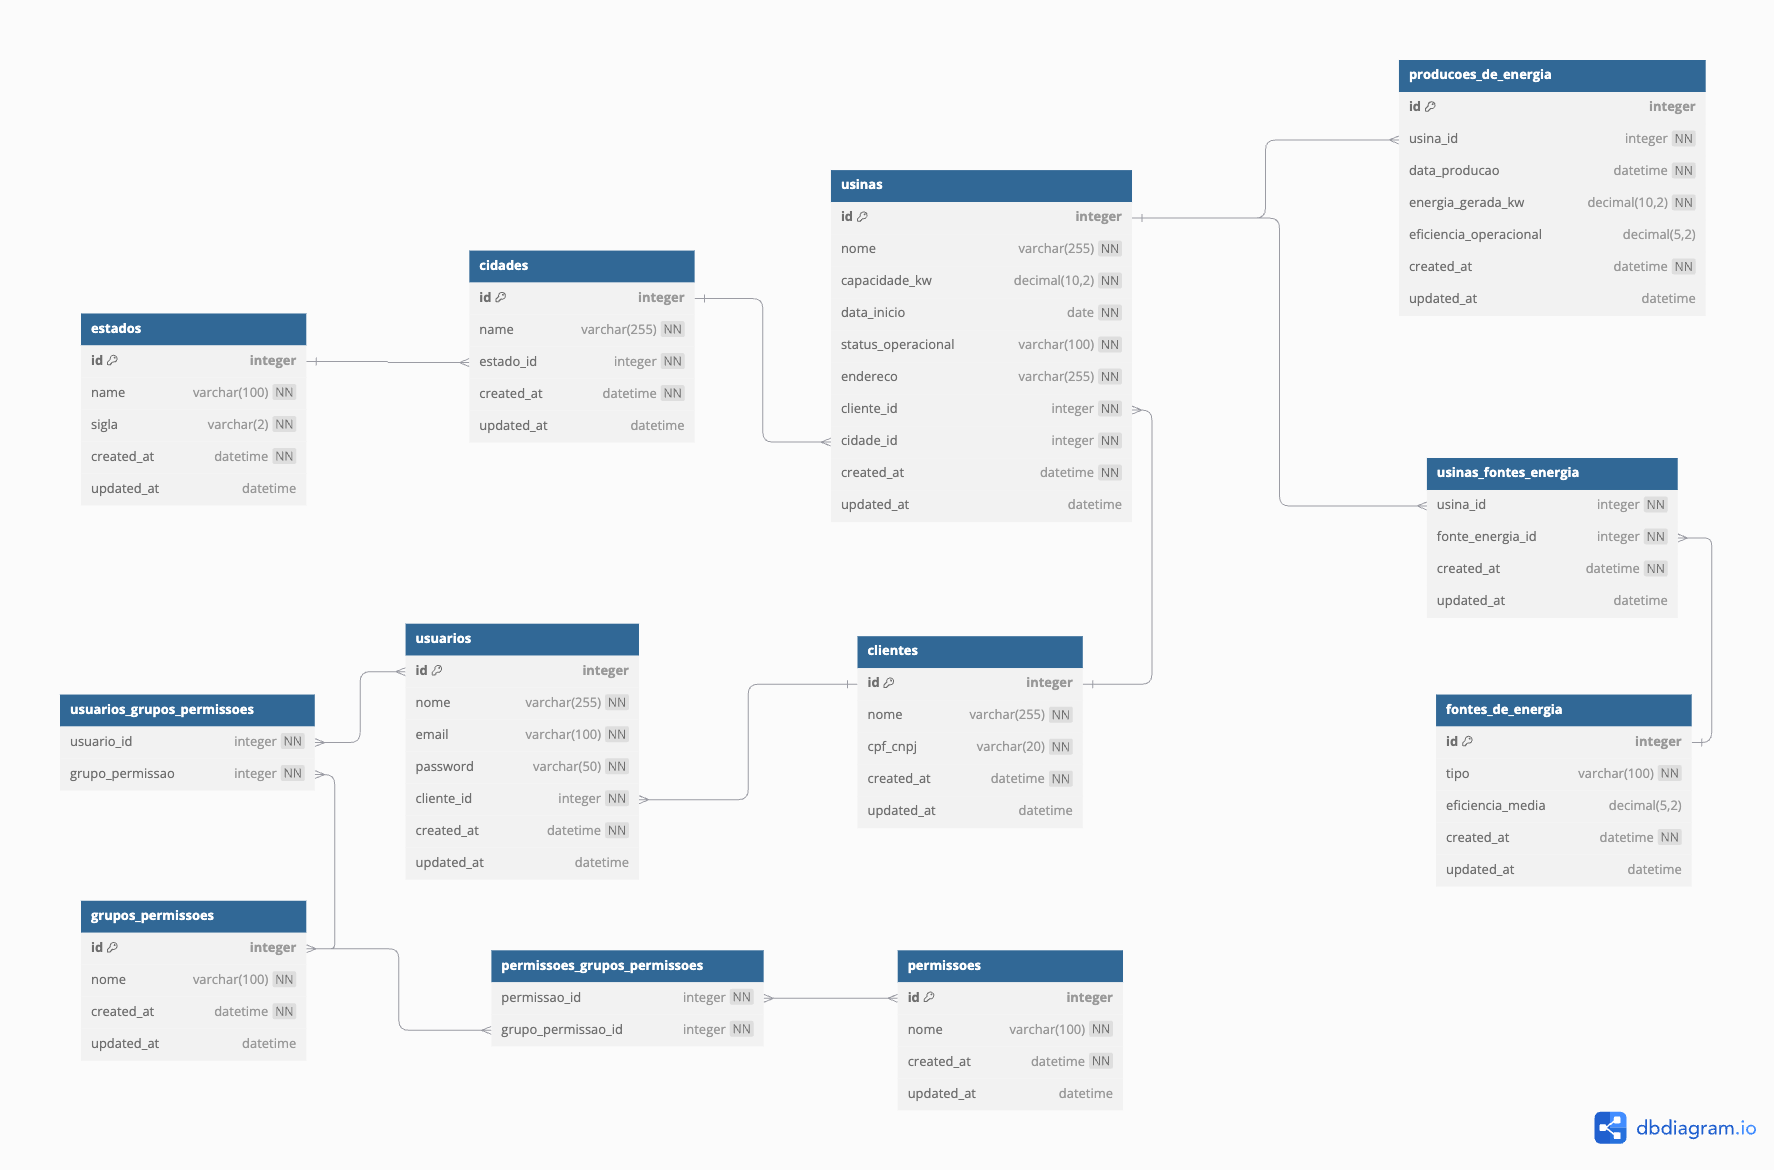 producoes_de_energia
id integer
usina_id integer NN
data_producao datetime NN
energia_gerada_kw decimal(10,2) NN
eficiencia_operacional decimal(5,2)
created_at datetime NN
updated_at datetime
usinas
id integer
nome varchar(255) NN
capacidade_kw decimal(10,2) NN
data_inicio date NN
status_operacional varchar(100) NN
endereco varchar(255) NN
cliente_id integer NN
cidade_id integer NN
created_at datetime NN
updated_at datetime
cidades
id integer
name varchar(255) NN
estado_id integer NN
created_at datetime NN
updated_at datetime
estados
id integer
name varchar(100) NN
sigla varchar(2) NN
created_at datetime NN
updated_at datetime
usinas_fontes_energia
usina_id integer NN
fonte_energia_id integer NN
created_at datetime NN
updated_at datetime
usuarios
id integer
nome varchar(255) NN
email varchar(100) NN
password varchar(50) NN
cliente_id integer NN
created_at datetime NN
updated_at datetime
clientes
id integer
nome varchar(255) NN
cpf_cnpj varchar(20) NN
created_at datetime NN
updated_at datetime
usuarios_grupos_permissoes
usuario_id integer NN
grupo_permissao integer NN
fontes_de_energia
id integer
tipo varchar(100) NN
eficiencia_media decimal(5,2)
created_at datetime NN
updated_at datetime
grupos_permissoes
id integer
nome varchar(100) NN
created_at datetime NN
updated_at datetime
permissoes_grupos_permissoes
permissao_id integer NN
grupo_permissao_id integer NN
permissoes
id integer
nome varchar(100) NN
created_at datetime NN
updated_at datetime
dbdiagram.io